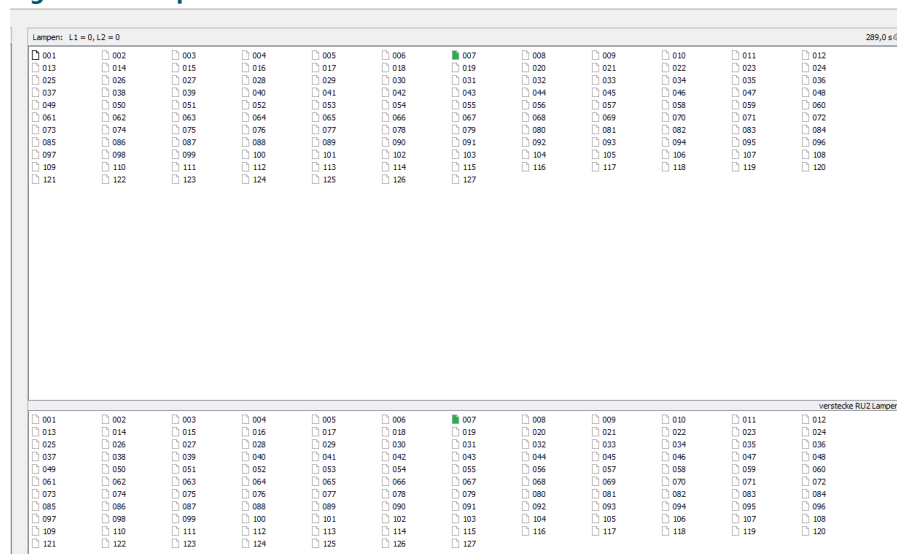 Lampen: L1 = 0, L2 = 0 289,0 s
001 002 003 004 005 006 007 008 009 010 011 012
013 014 015 016 017 018 019 020 021 022 023 024
025 026 027 028 029 030 031 032 033 034 035 036
037 038 039 040 041 042 043 044 045 046 047 048
049 050 051 052 053 054 055 056 057 058 059 060
061 062 063 064 065 066 067 068 069 070 071 072
073 074 075 076 077 078 079 080 081 082 083 084
085 086 087 088 089 090 091 092 093 094 095 096
097 098 099 100 101 102 103 104 105 106 107 108
109 110 111 112 113 114 115 116 117 118 119 120
121 122 123 124 125 126 127
verstecke RU2 Lampen
001 002 003 004 005 006 007 008 009 010 011 012
013 014 015 016 017 018 019 020 021 022 023 024
025 026 027 028 029 030 031 032 033 034 035 036
037 038 039 040 041 042 043 044 045 046 047 048
049 050 051 052 053 054 055 056 057 058 059 060
061 062 063 064 065 066 067 068 069 070 071 072
073 074 075 076 077 078 079 080 081 082 083 084
085 086 087 088 089 090 091 092 093 094 095 096
097 098 099 100 101 102 103 104 105 106 107 108
109 110 111 112 113 114 115 116 117 118 119 120
121 122 123 124 125 126 127